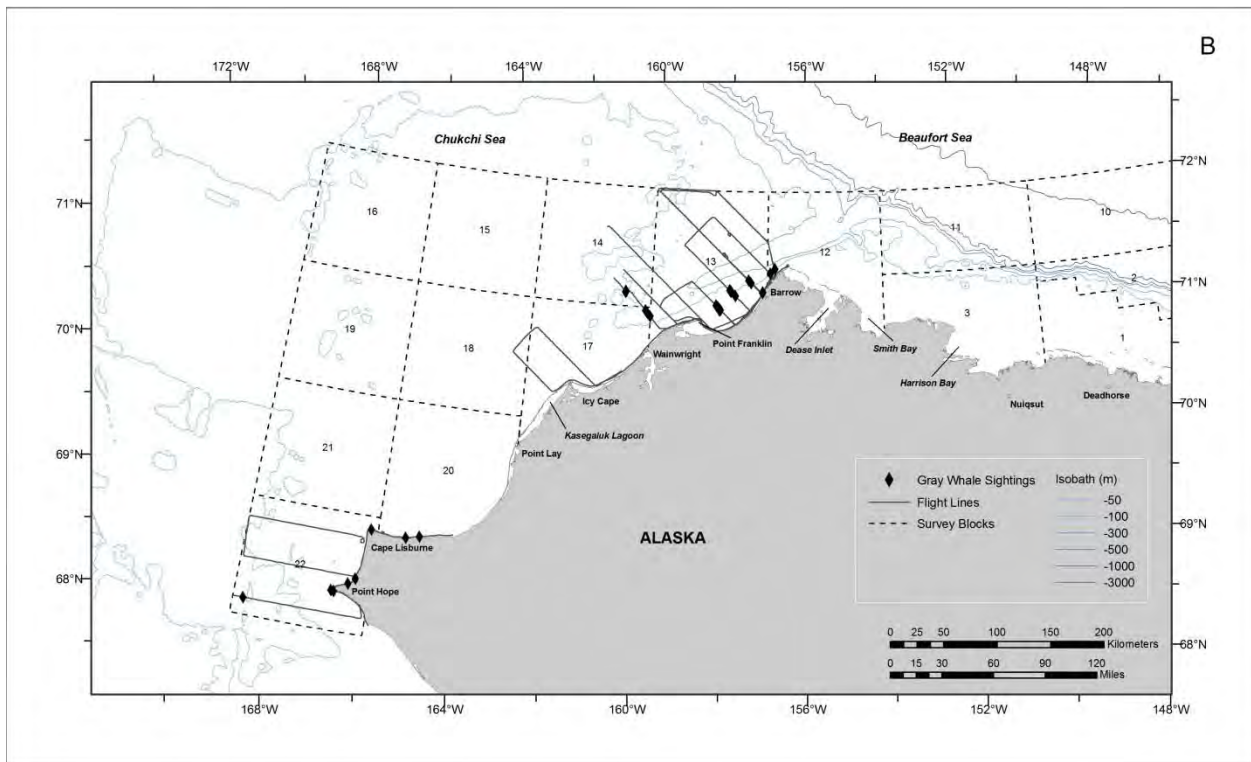 B
172°W 168°W 164°W 160°W 156°W 152°W 148°W
Chukchi Sea
Beaufort Sea
72°N
71°N
16
15
14
13
12
11
10
2
71°N
Barrow
70°N
19
18
17
3
1
Wainwright
Point Franklin
Dease Inlet
Smith Bay
Harrison Bay
Icy Cape
Nuiqsut
Deadhorse
70°N
Kasegaluk Lagoon
69°N
21
20
Point Lay
Gray Whale Sightings
Flight Lines
Survey Blocks
Isobath (m)
-50
-100
-300
-500
-1000
-3000
69°N
Cape Lisburne
ALASKA
68°N
22
Point Hope
0 25 50 100 150 200
Kilometers
68°N
0 15 30 60 90 120
Miles
168°W 164°W 160°W 156°W 152°W 148°W